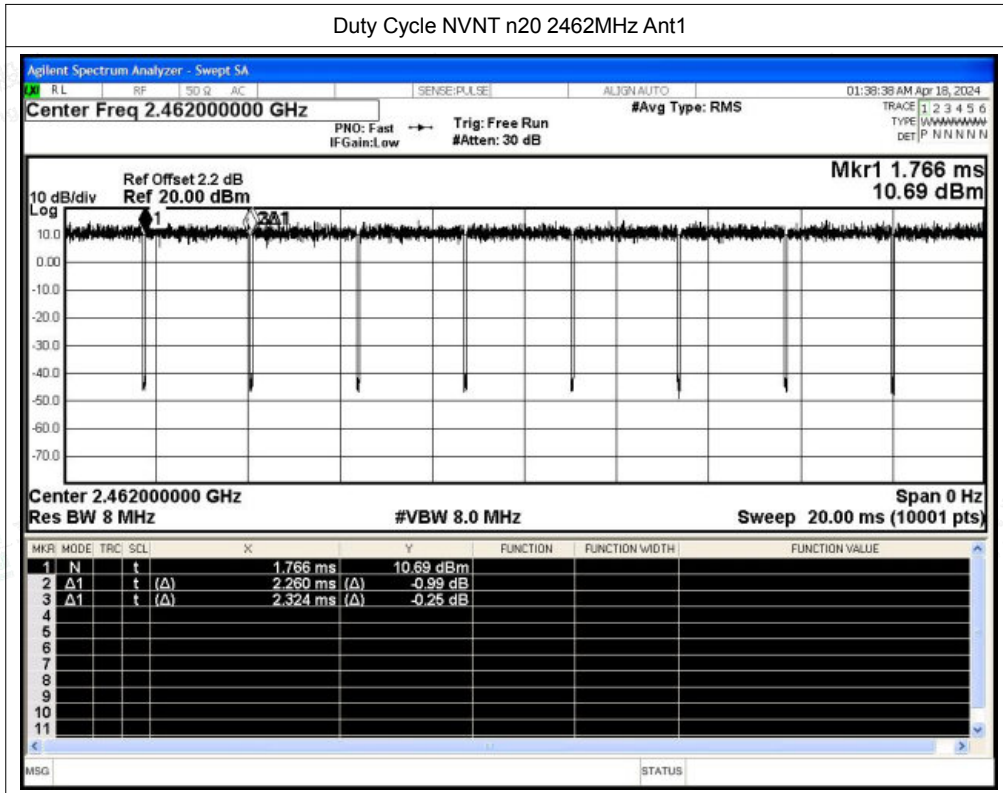 Duty Cycle NVNT n20 2462MHz Ant1
Agilent Spectrum Analyzer - Swept SA
RL RF 50 Ω AC SENSE:PULSE ALIGN AUTO 01:38:38 AM Apr 18, 2024
Center Freq 2.462000000 GHz #Avg Type: RMS TRACE 1 2 3 4 5 6
PNO: Fast Trig: Free Run TYPE WWWWWW
IFGain:Low #Atten: 30 dB DET P N N N N N
Mkr1 1.766 ms
10.69 dBm
Ref Offset 2.2 dB
10 dB/div Ref 20.00 dBm
Log
1 3Δ1
10.0
0.00
-10.0
-20.0
-30.0
-40.0
-50.0
-60.0
-70.0
Center 2.462000000 GHz Span 0 Hz
Res BW 8 MHz #VBW 8.0 MHz Sweep 20.00 ms (10001 pts)
MKR MODE TRC SCL X Y FUNCTION FUNCTION WIDTH FUNCTION VALUE
1 N t 1.766 ms 10.69 dBm
2 Δ1 t (Δ) 2.260 ms (Δ) -0.99 dB
3 Δ1 t (Δ) 2.324 ms (Δ) -0.25 dB
4
5
6
7
8
9
10
11
MSG STATUS